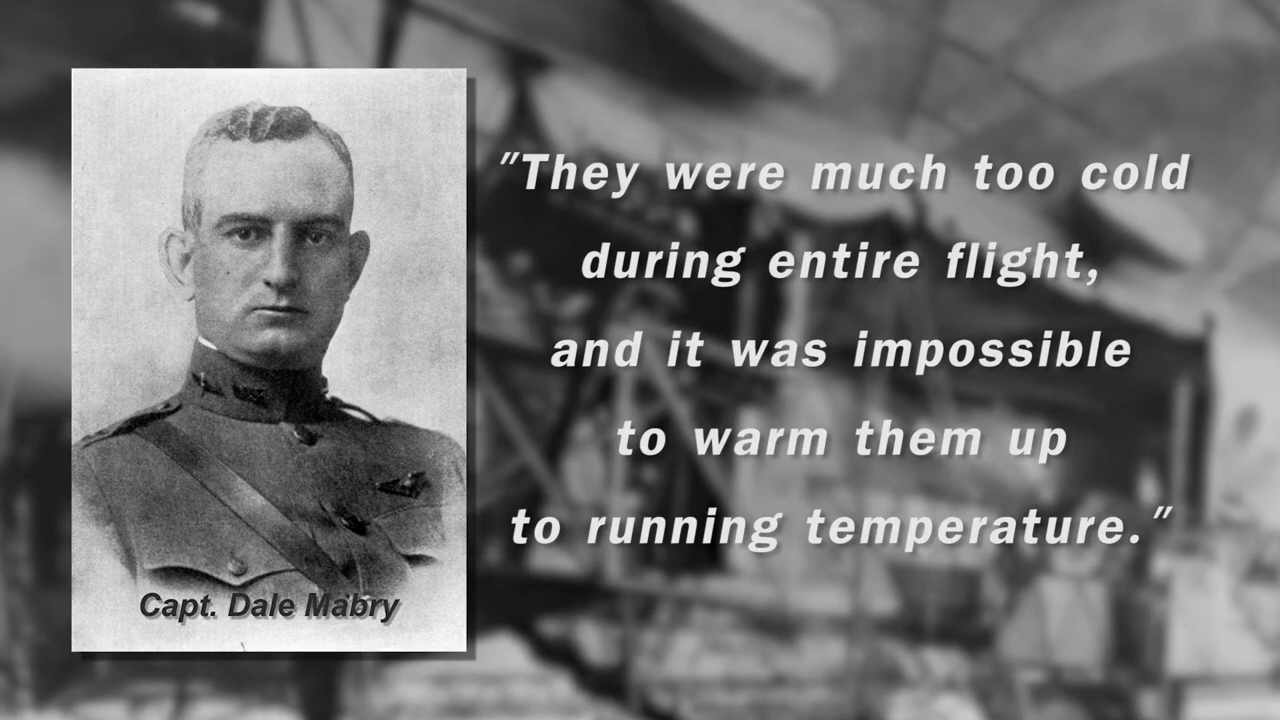 "They were much too cold
during entire flight,
and it was impossible
to warm them up
to running temperature."
Capt. Dale Mabry